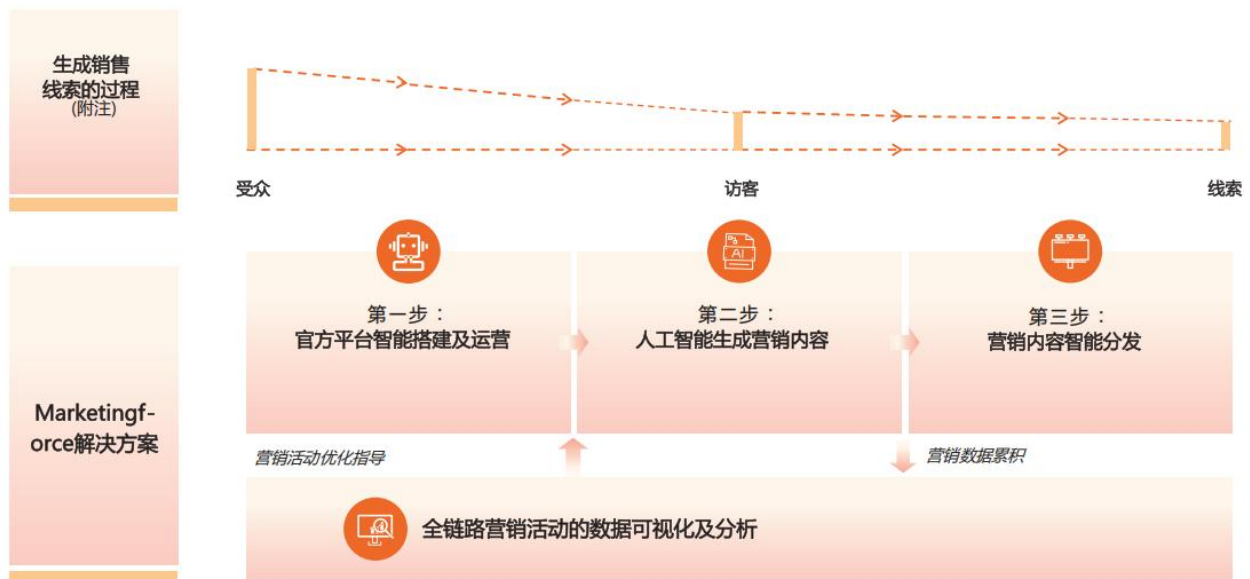 生成销售
线索的过程
(附注)
受众
访客
线索
第一步：
官方平台智能搭建及运营
AI
第二步：
人工智能生成营销内容
第三步：
营销内容智能分发
Marketingf-
orce解决方案
营销活动优化指导
营销数据累积
全链路营销活动的数据可视化及分析